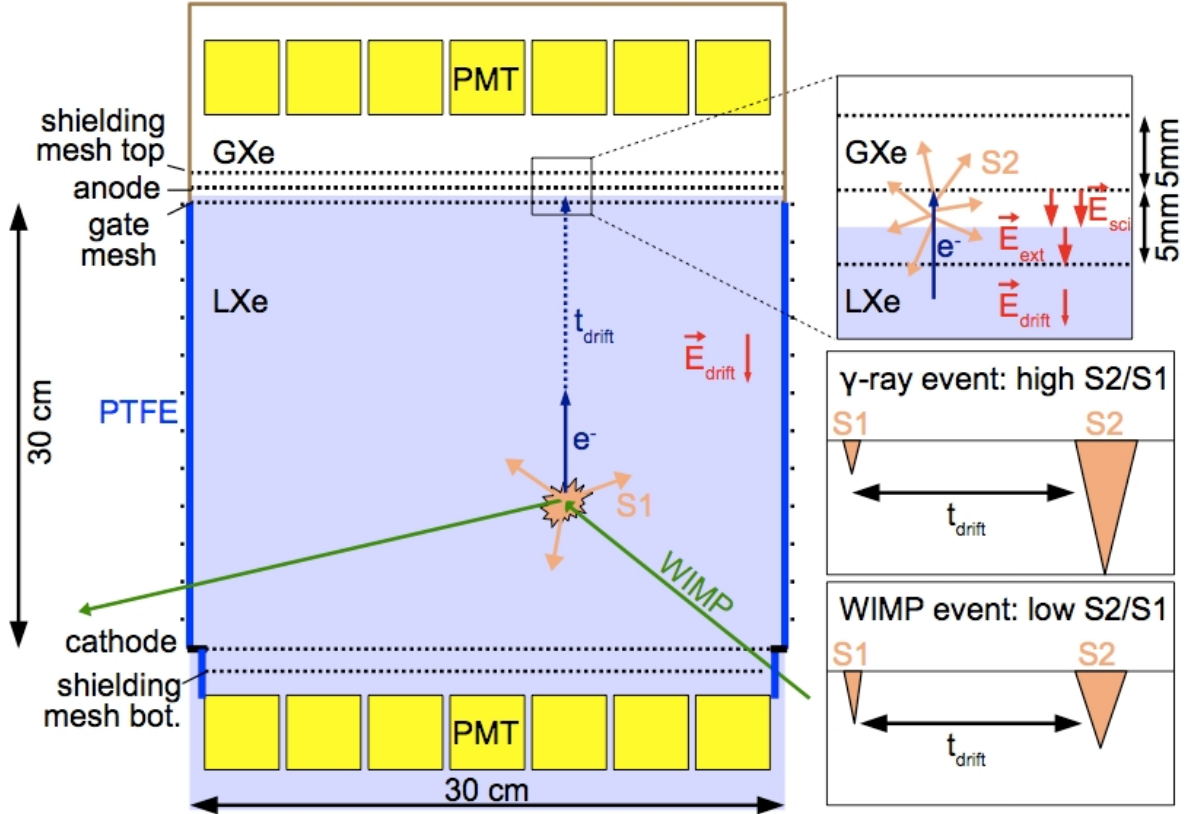 PMT
shielding
mesh top
GXe
anode
gate
mesh
LXe
t_drift
E_drift
30 cm
PTFE
e-
S1
WIMP
cathode
shielding
mesh bot.
PMT
30 cm
GXe
S2
5mm
E_sci
E_ext
5mm
e-
LXe
E_drift
γ-ray event: high S2/S1
S1
S2
t_drift
WIMP event: low S2/S1
S1
S2
t_drift